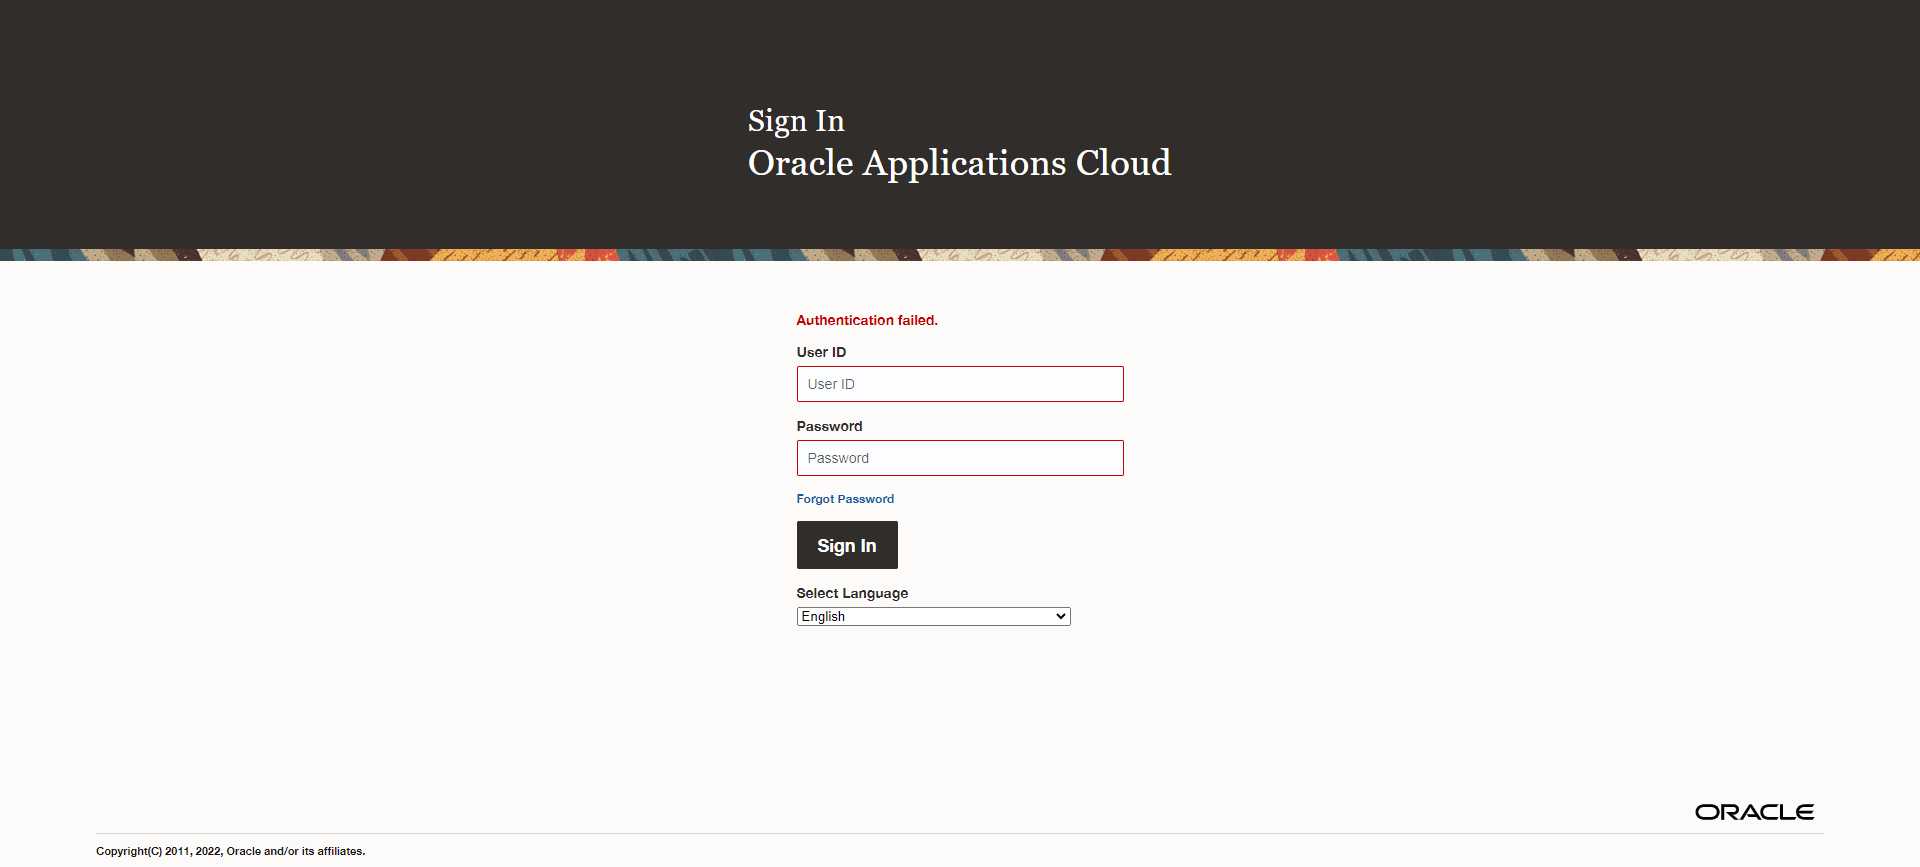 Sign In
Oracle Applications Cloud
Authentication failed.
User ID
User ID
Password
Password
Forgot Password
Sign In
Select Language
English
ORACLE
Copyright(C) 2011, 2022, Oracle and/or its affiliates.